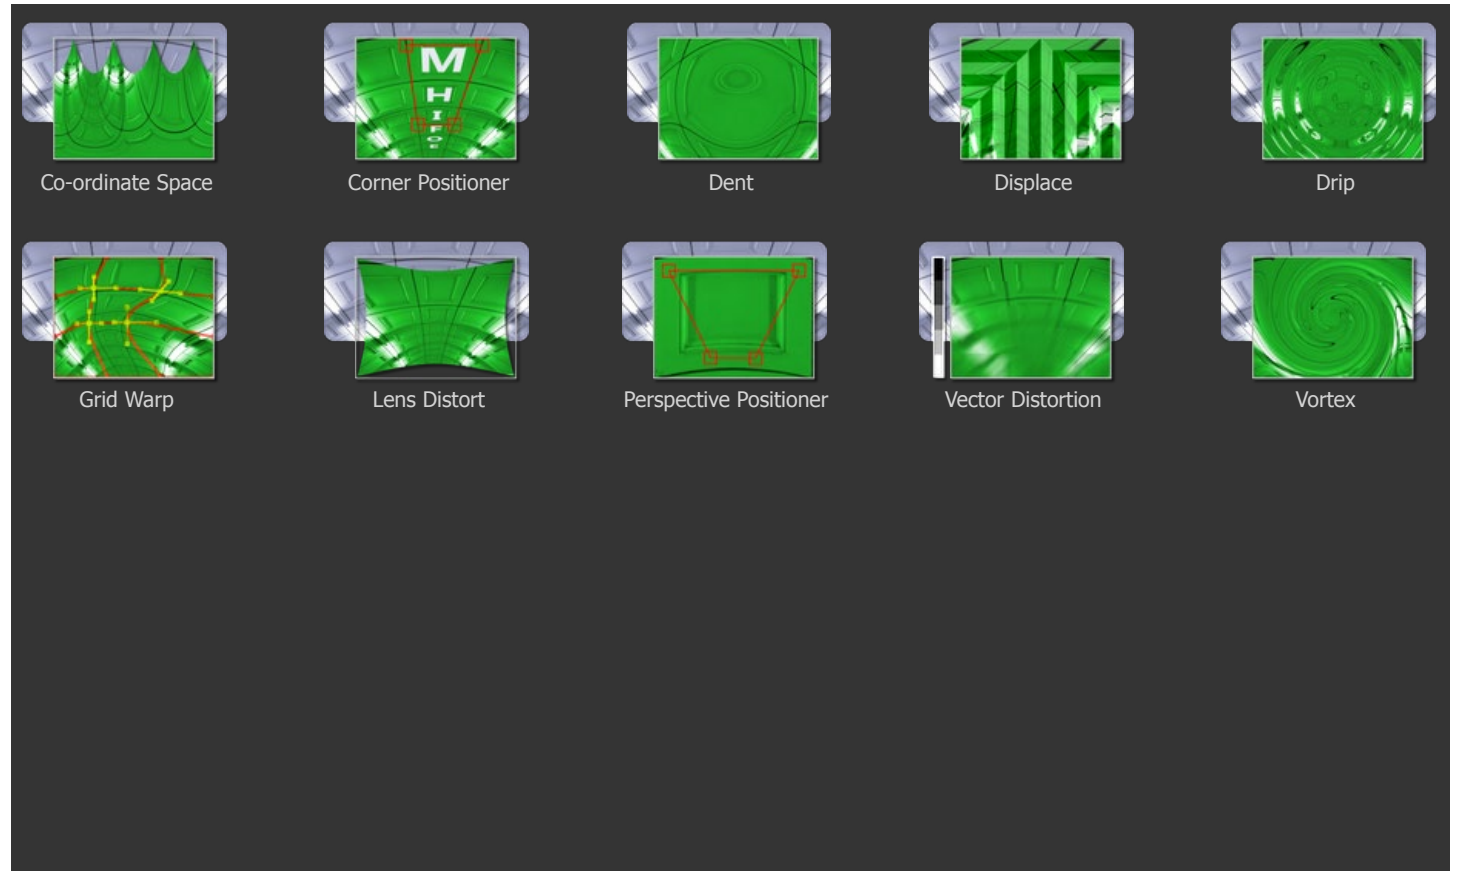 Co-ordinate Space
Corner Positioner
Dent
Displace
Drip
Grid Warp
Lens Distort
Perspective Positioner
Vector Distortion
Vortex
M
H
I
F
O
E